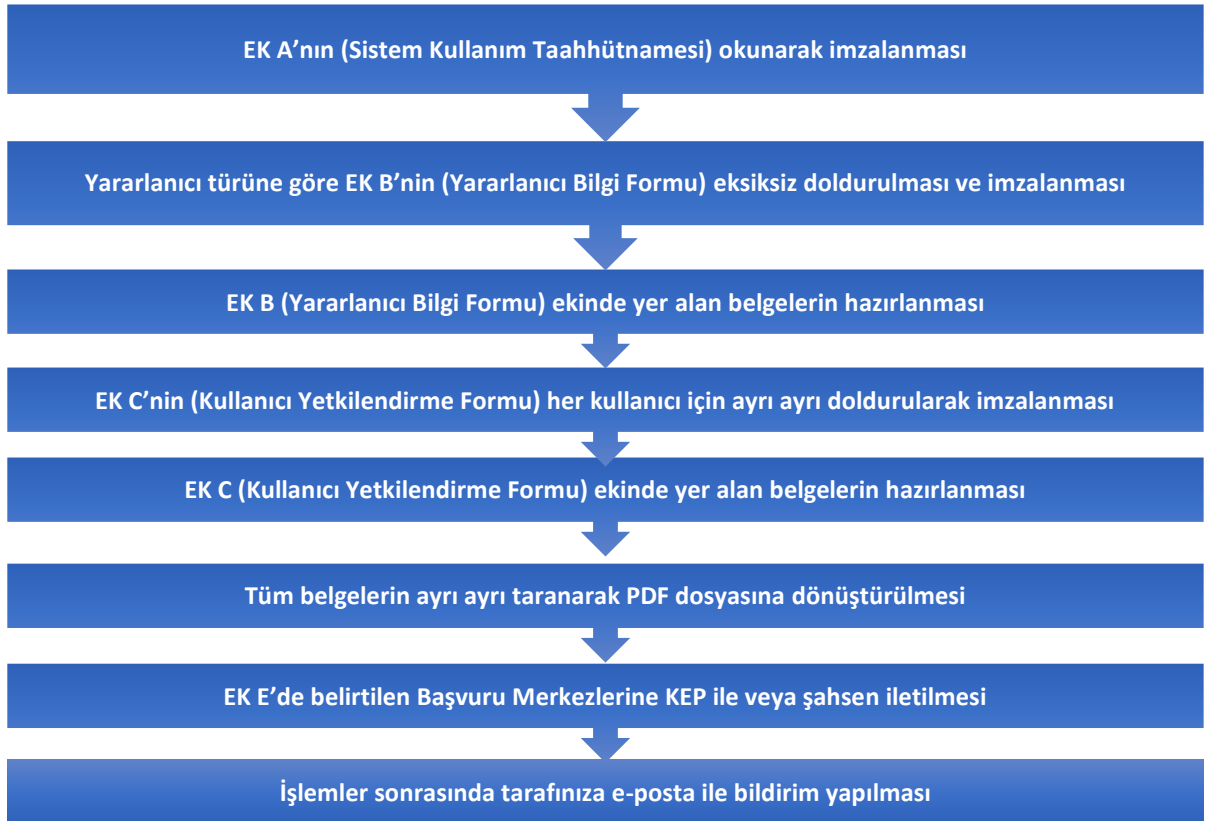 EK A’nın (Sistem Kullanım Taahhütnamesi) okunarak imzalanması
Yararlanıcı türüne göre EK B’nin (Yararlanıcı Bilgi Formu) eksiksiz doldurulması ve imzalanması
EK B (Yararlanıcı Bilgi Formu) ekinde yer alan belgelerin hazırlanması
EK C’nin (Kullanıcı Yetkilendirme Formu) her kullanıcı için ayrı ayrı doldurularak imzalanması
EK C (Kullanıcı Yetkilendirme Formu) ekinde yer alan belgelerin hazırlanması
Tüm belgelerin ayrı ayrı taranarak PDF dosyasına dönüştürülmesi
EK E’de belirtilen Başvuru Merkezlerine KEP ile veya şahsen iletilmesi
İşlemler sonrasında tarafınıza e-posta ile bildirim yapılması